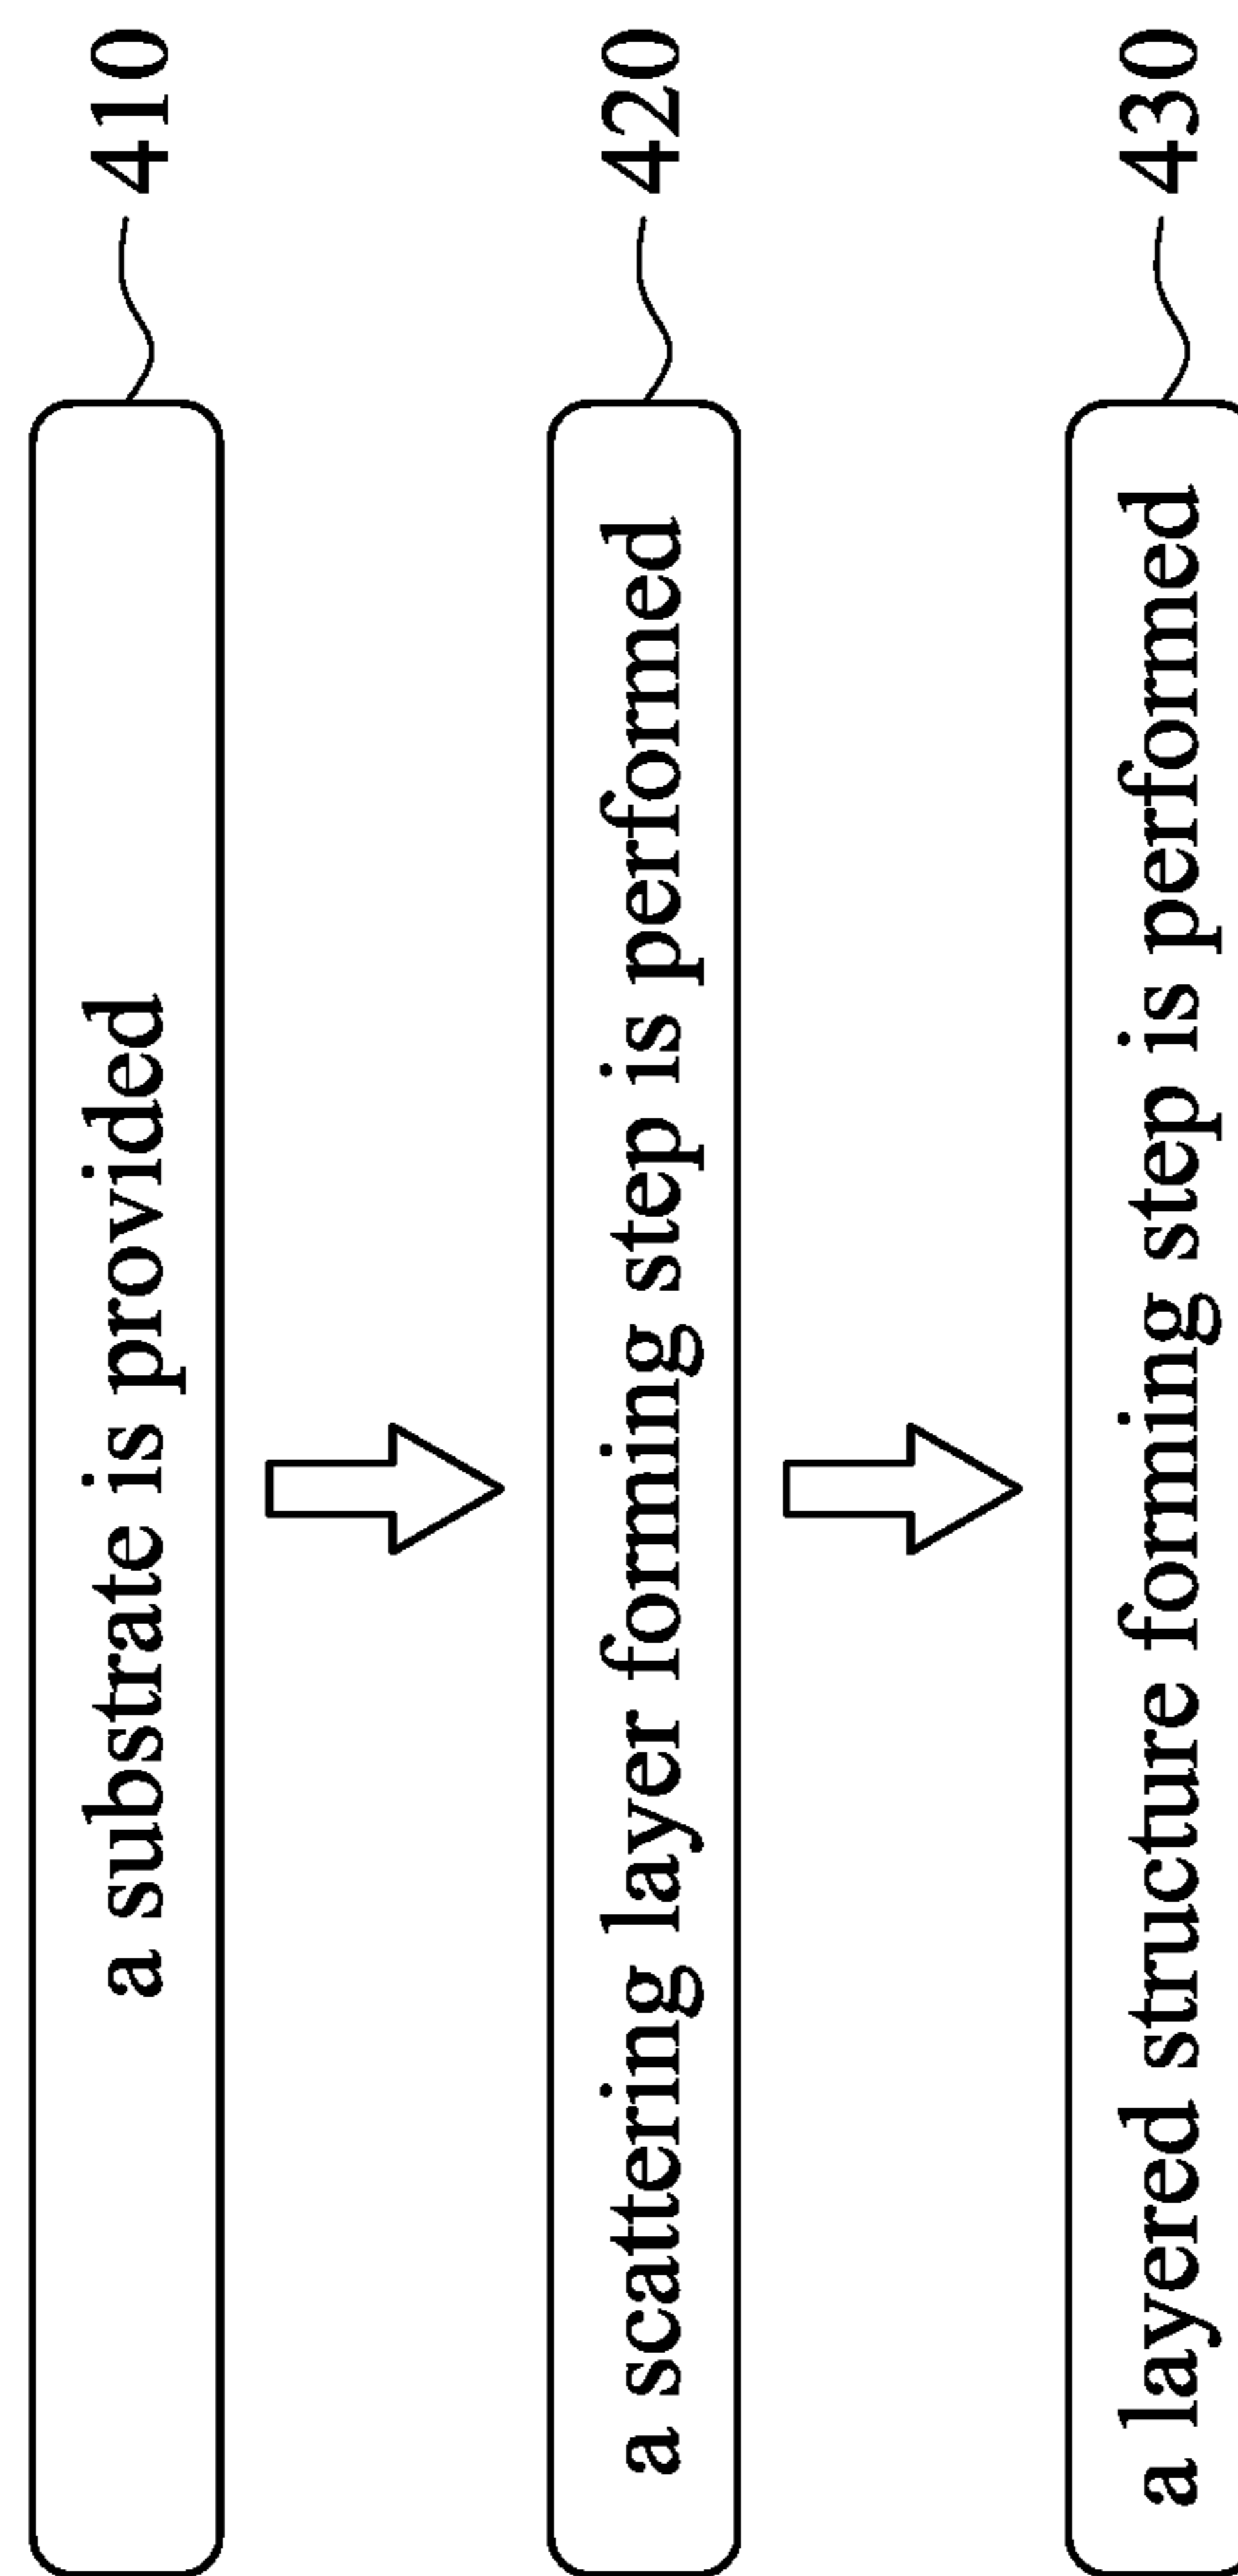 a substrate is provided 410
a scattering layer forming step is performed 420
a layered structure forming step is performed 430